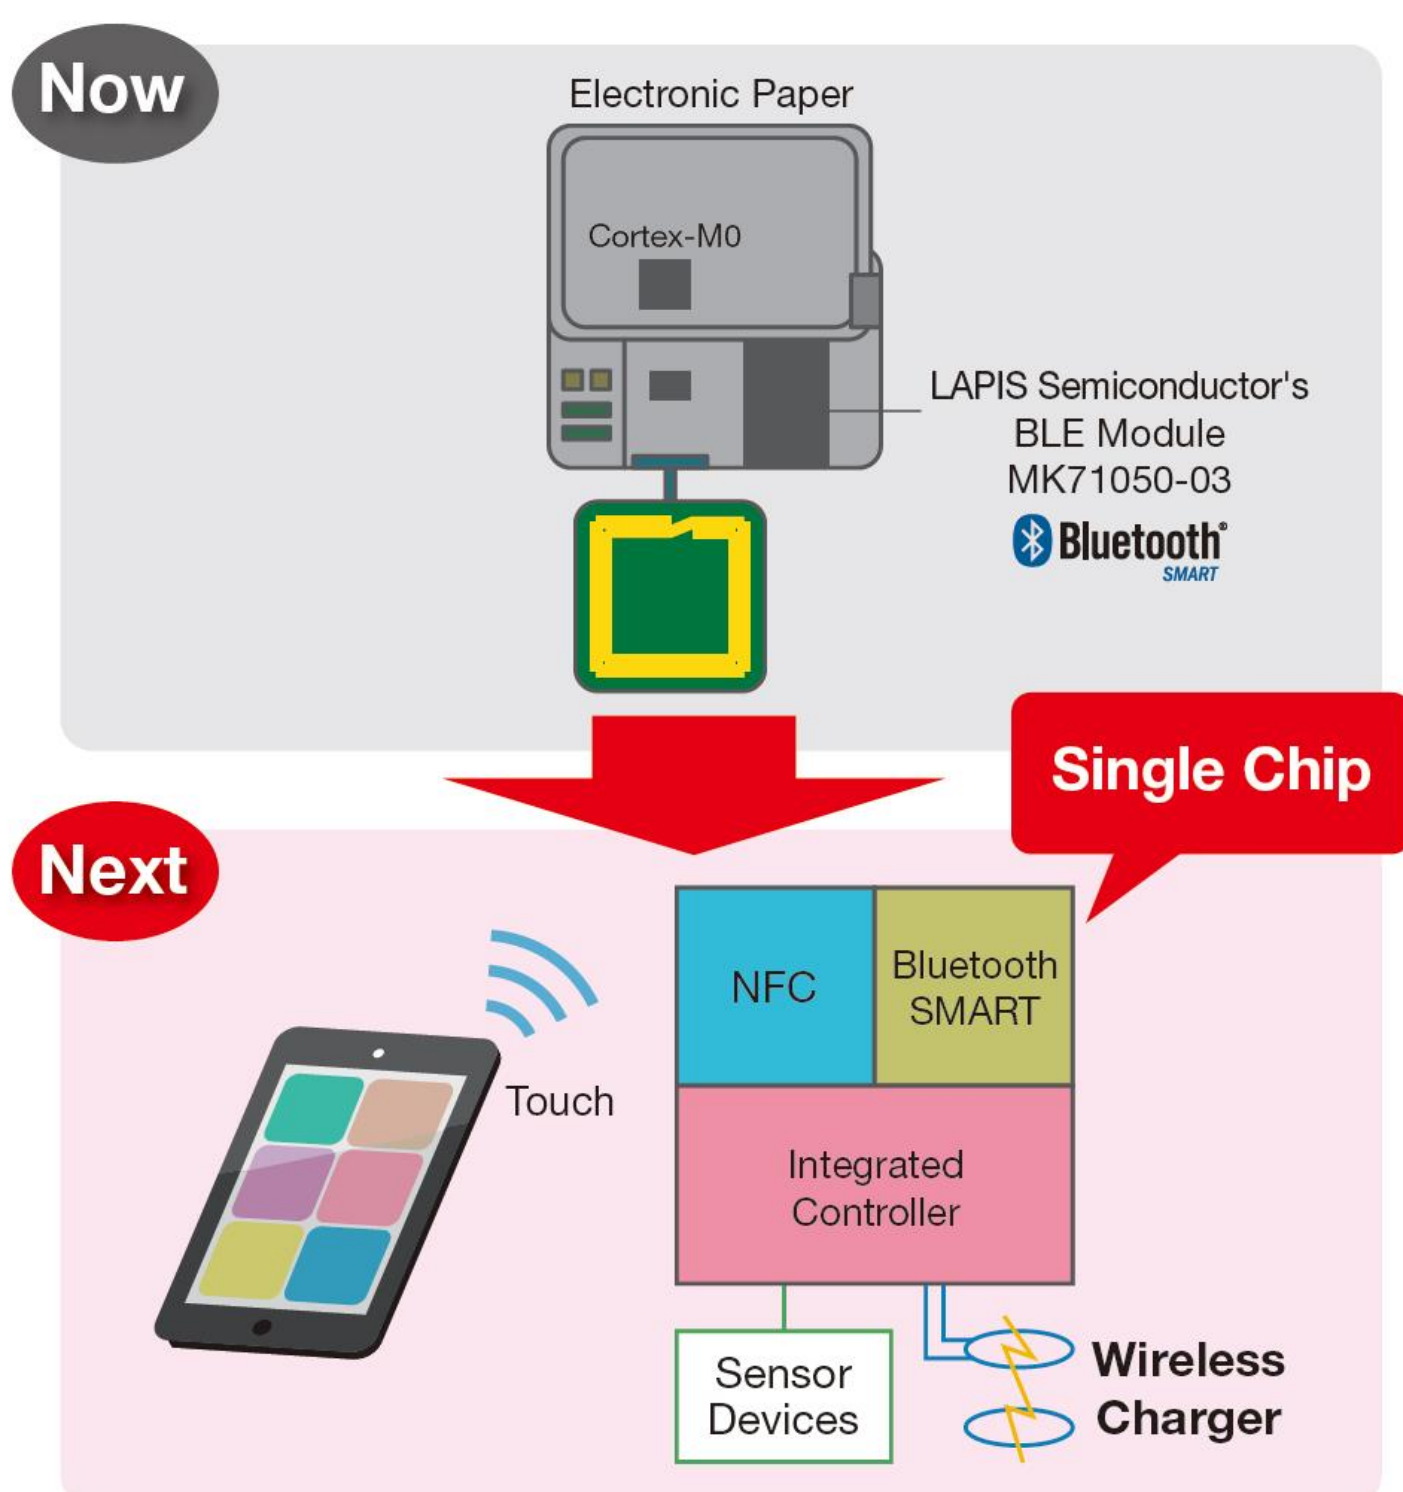 Now
Electronic Paper
Cortex-M0
LAPIS Semiconductor's
BLE Module
MK71050-03
Bluetooth®
SMART
Single Chip
Next
NFC
Bluetooth
SMART
Touch
Integrated
Controller
Sensor
Devices
Wireless
Charger